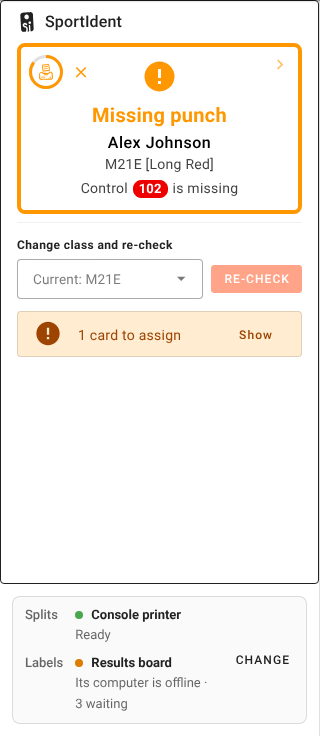 SportIdent
Missing punch
Alex Johnson
M21E [Long Red]
Control 102 is missing
Change class and re-check
Current: M21E
RE-CHECK
1 card to assign
Show
Splits
Console printer
Ready
Labels
Results board
Its computer is offline ·
3 waiting
CHANGE